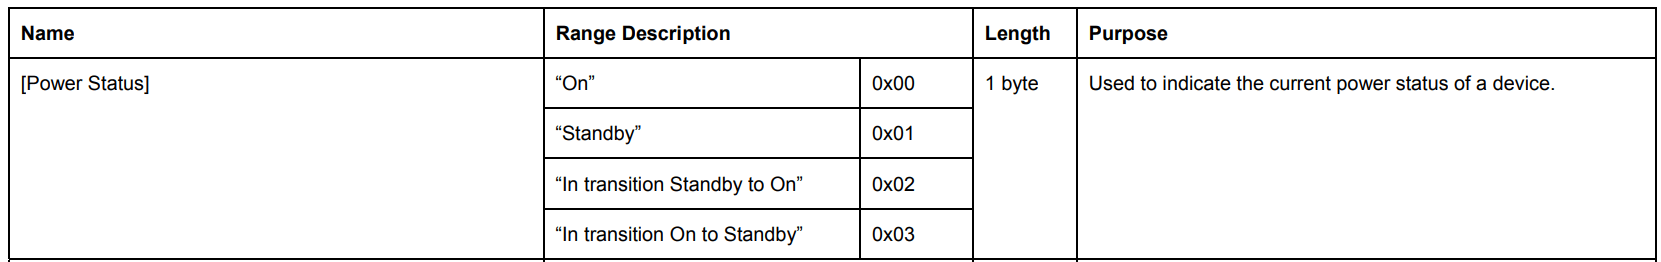 Name Range Description Length Purpose
[Power Status] “On” 0x00 1 byte Used to indicate the current power status of a device.
“Standby” 0x01
“In transition Standby to On” 0x02
“In transition On to Standby” 0x03